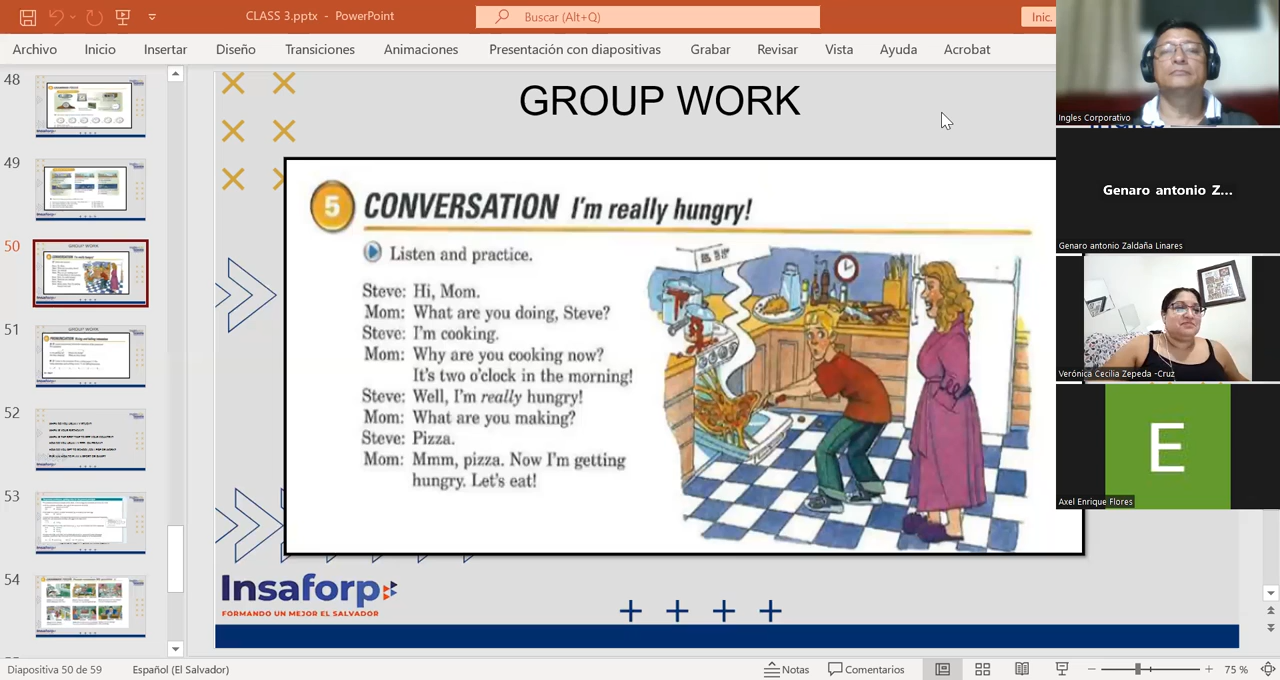 CLASS 3.pptx - PowerPoint
Buscar (Alt+Q)
Inic.
Archivo Inicio Insertar Diseño Transiciones Animaciones Presentación con diapositivas Grabar Revisar Vista Ayuda Acrobat
48
49
50
51
52
53
54
GROUP WORK
5 CONVERSATION I'm really hungry!
Listen and practice.
Steve: Hi, Mom.
Mom: What are you doing, Steve?
Steve: I'm cooking.
Mom: Why are you cooking now?
It's two o'clock in the morning!
Steve: Well, I'm really hungry!
Mom: What are you making?
Steve: Pizza.
Mom: Mmm, pizza. Now I'm getting
hungry. Let's eat!
Insaforp
FORMANDO UN MEJOR EL SALVADOR
Ingles Corporativo
Genaro antonio Z...
Genaro antonio Zaldaña Linares
Verónica Cecilia Zepeda -Cruz
E
Axel Enrique Flores
Diapositiva 50 de 59 Español (El Salvador) Notas Comentarios 75 %